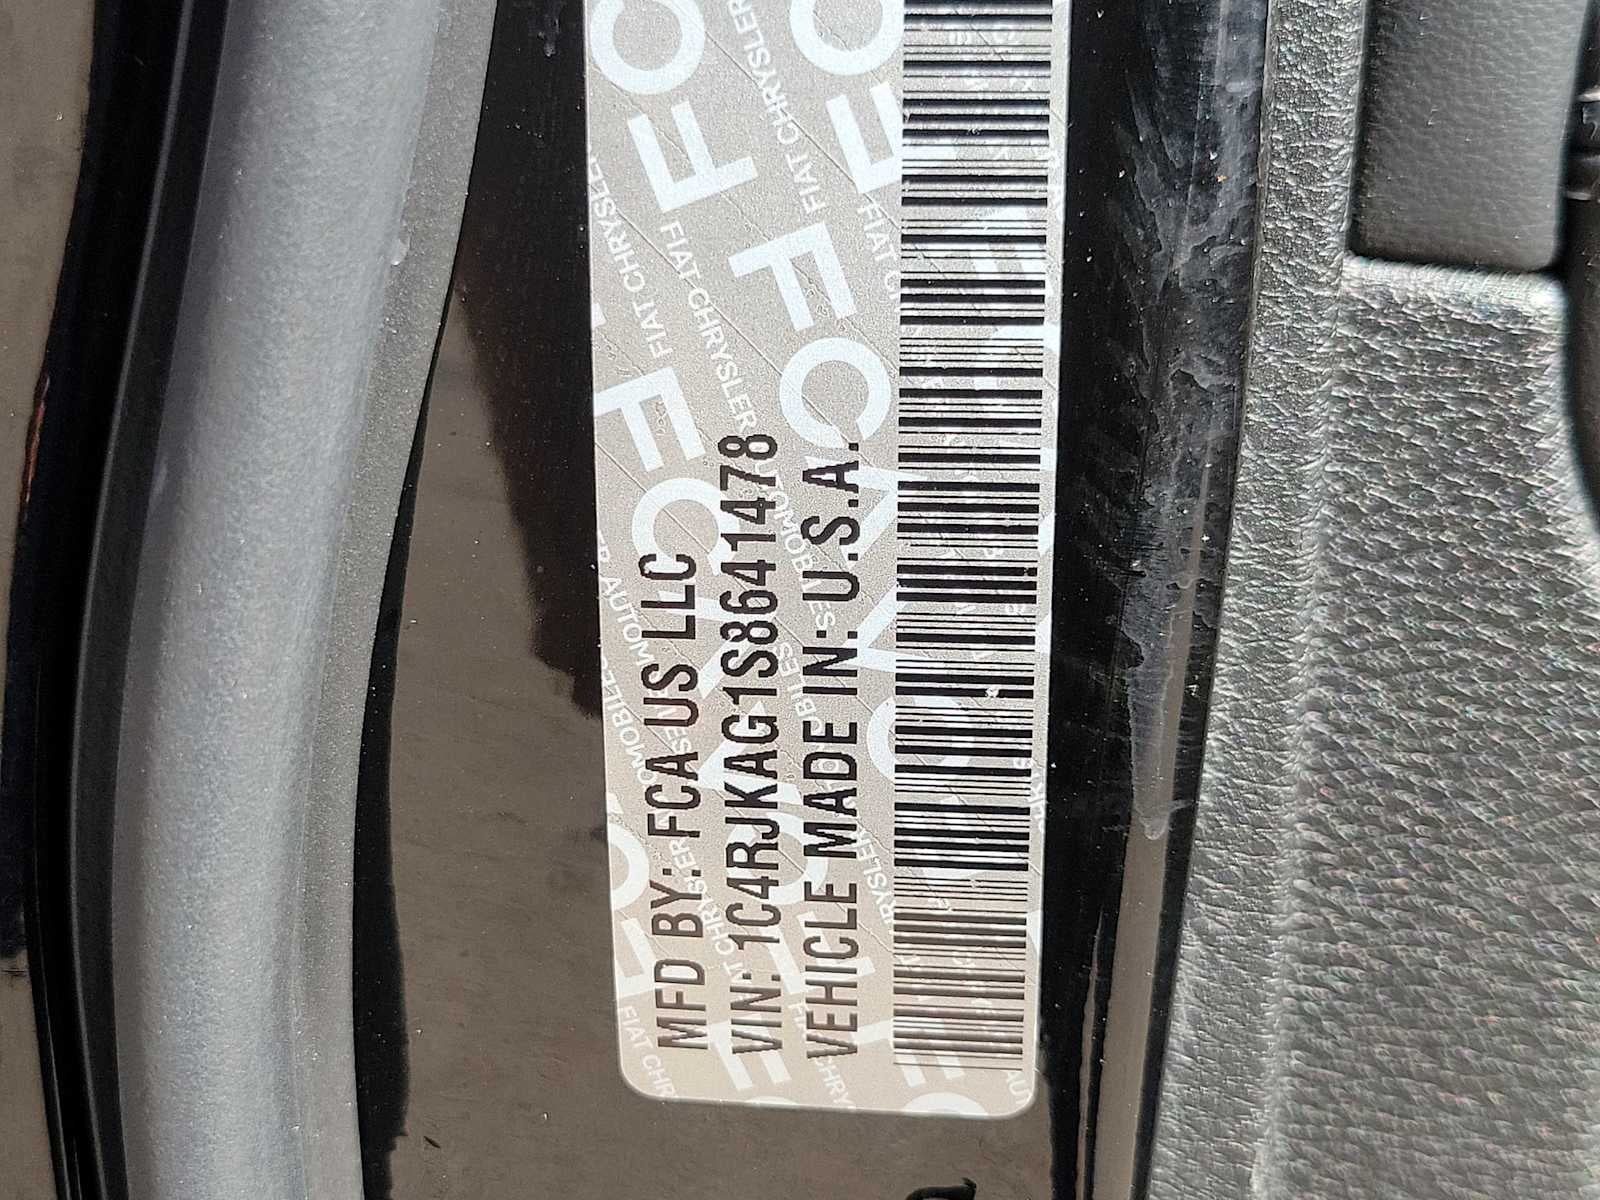 MFD BY: FCA US LLC
VIN: 1C4RJKAG1S8641478
VEHICLE MADE IN: U.S.A.